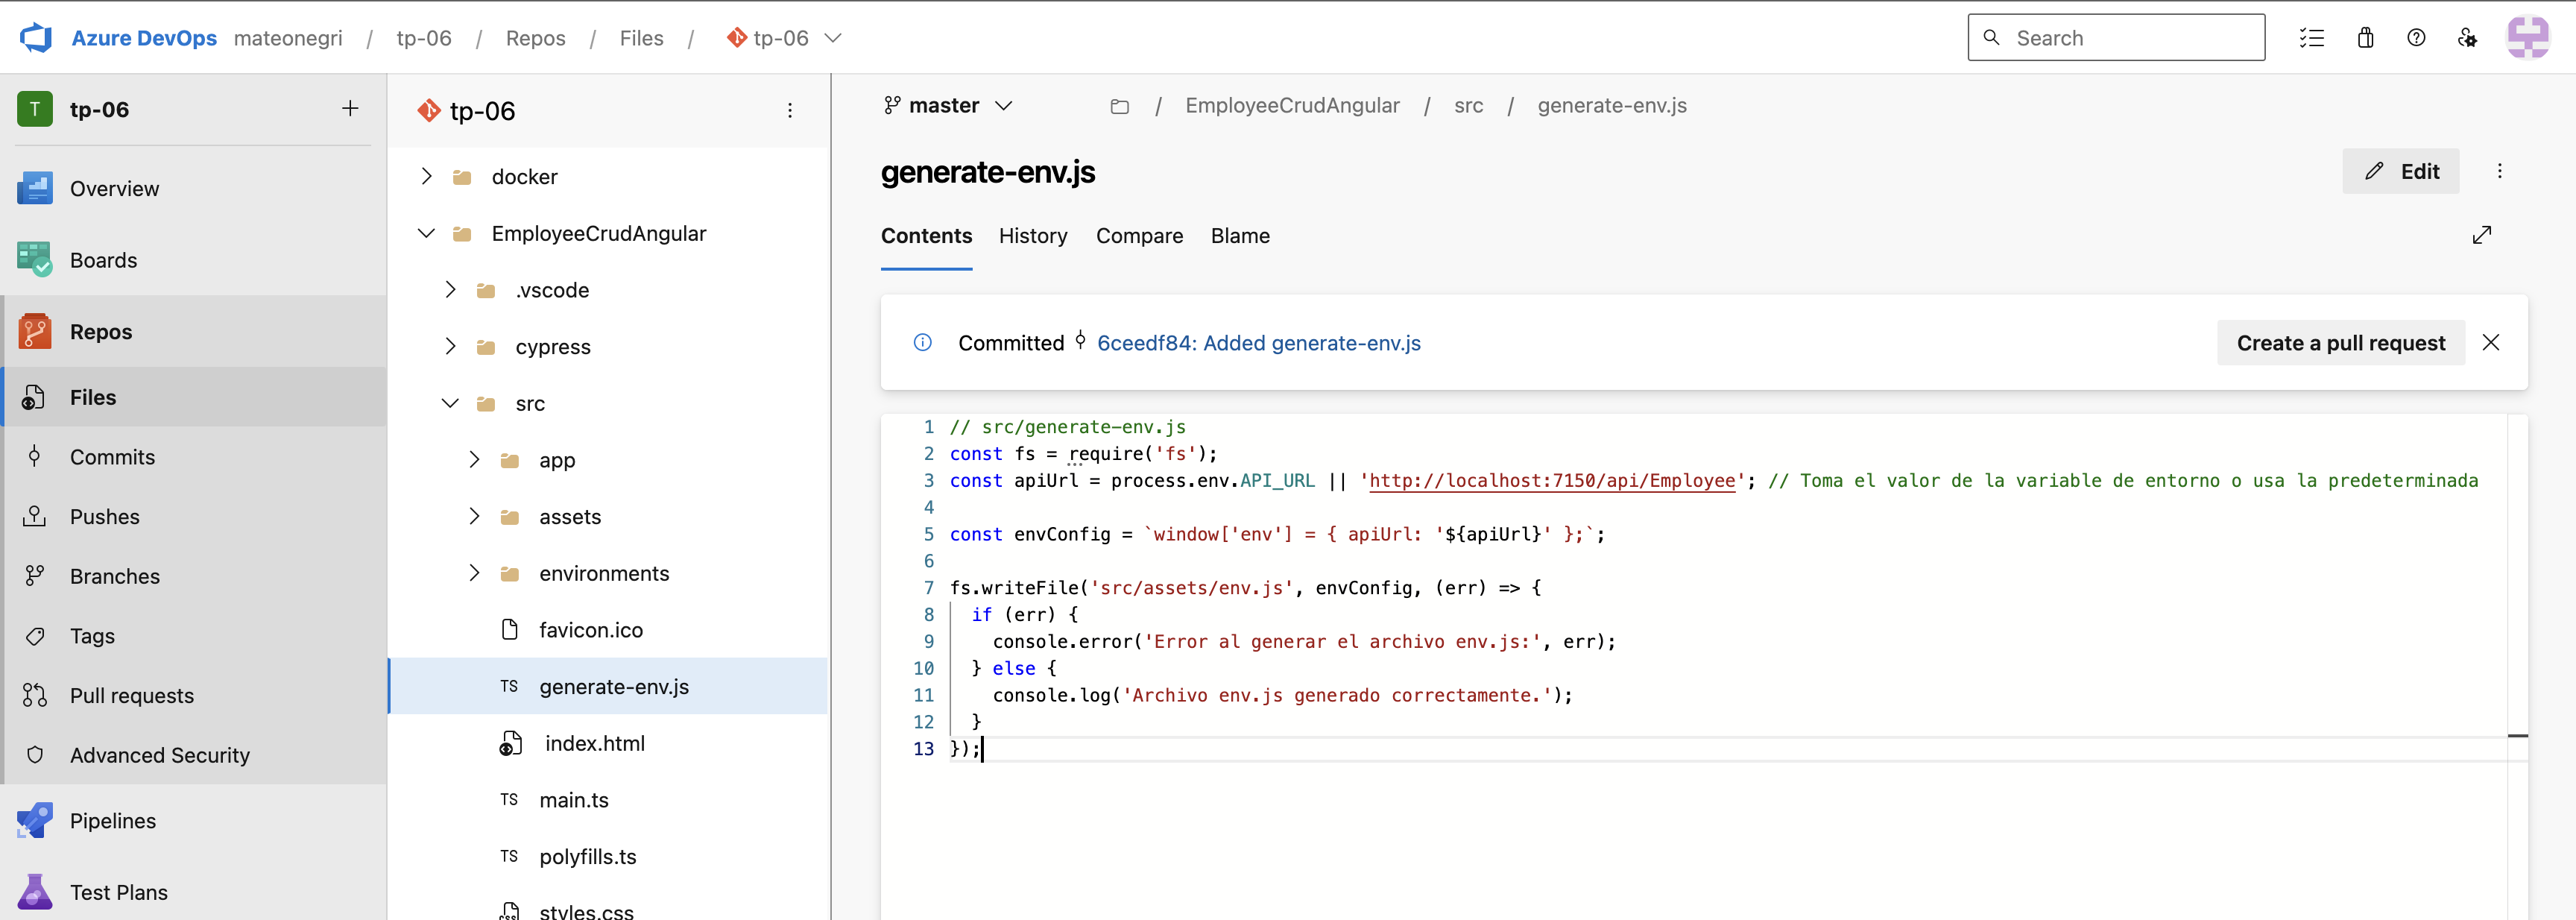 Azure DevOps mateonegri / tp-06 / Repos / Files / tp-06
Search
T tp-06
Overview
Boards
Repos
Files
Commits
Pushes
Branches
Tags
Pull requests
Advanced Security
Pipelines
Test Plans
tp-06
docker
EmployeeCrudAngular
.vscode
cypress
src
app
assets
environments
favicon.ico
TS generate-env.js
index.html
TS main.ts
TS polyfills.ts
styles.css
master / EmployeeCrudAngular / src / generate-env.js
generate-env.js
Edit
Contents History Compare Blame
Committed 6ceedf84: Added generate-env.js
Create a pull request
1 // src/generate-env.js
2 const fs = require('fs');
3 const apiUrl = process.env.API_URL || 'http://localhost:7150/api/Employee'; // Toma el valor de la variable de entorno o usa la predeterminada
4
5 const envConfig = `window['env'] = { apiUrl: '${apiUrl}' };`;
6
7 fs.writeFile('src/assets/env.js', envConfig, (err) => {
8 if (err) {
9 console.error('Error al generar el archivo env.js:', err);
10 } else {
11 console.log('Archivo env.js generado correctamente.');
12 }
13 });